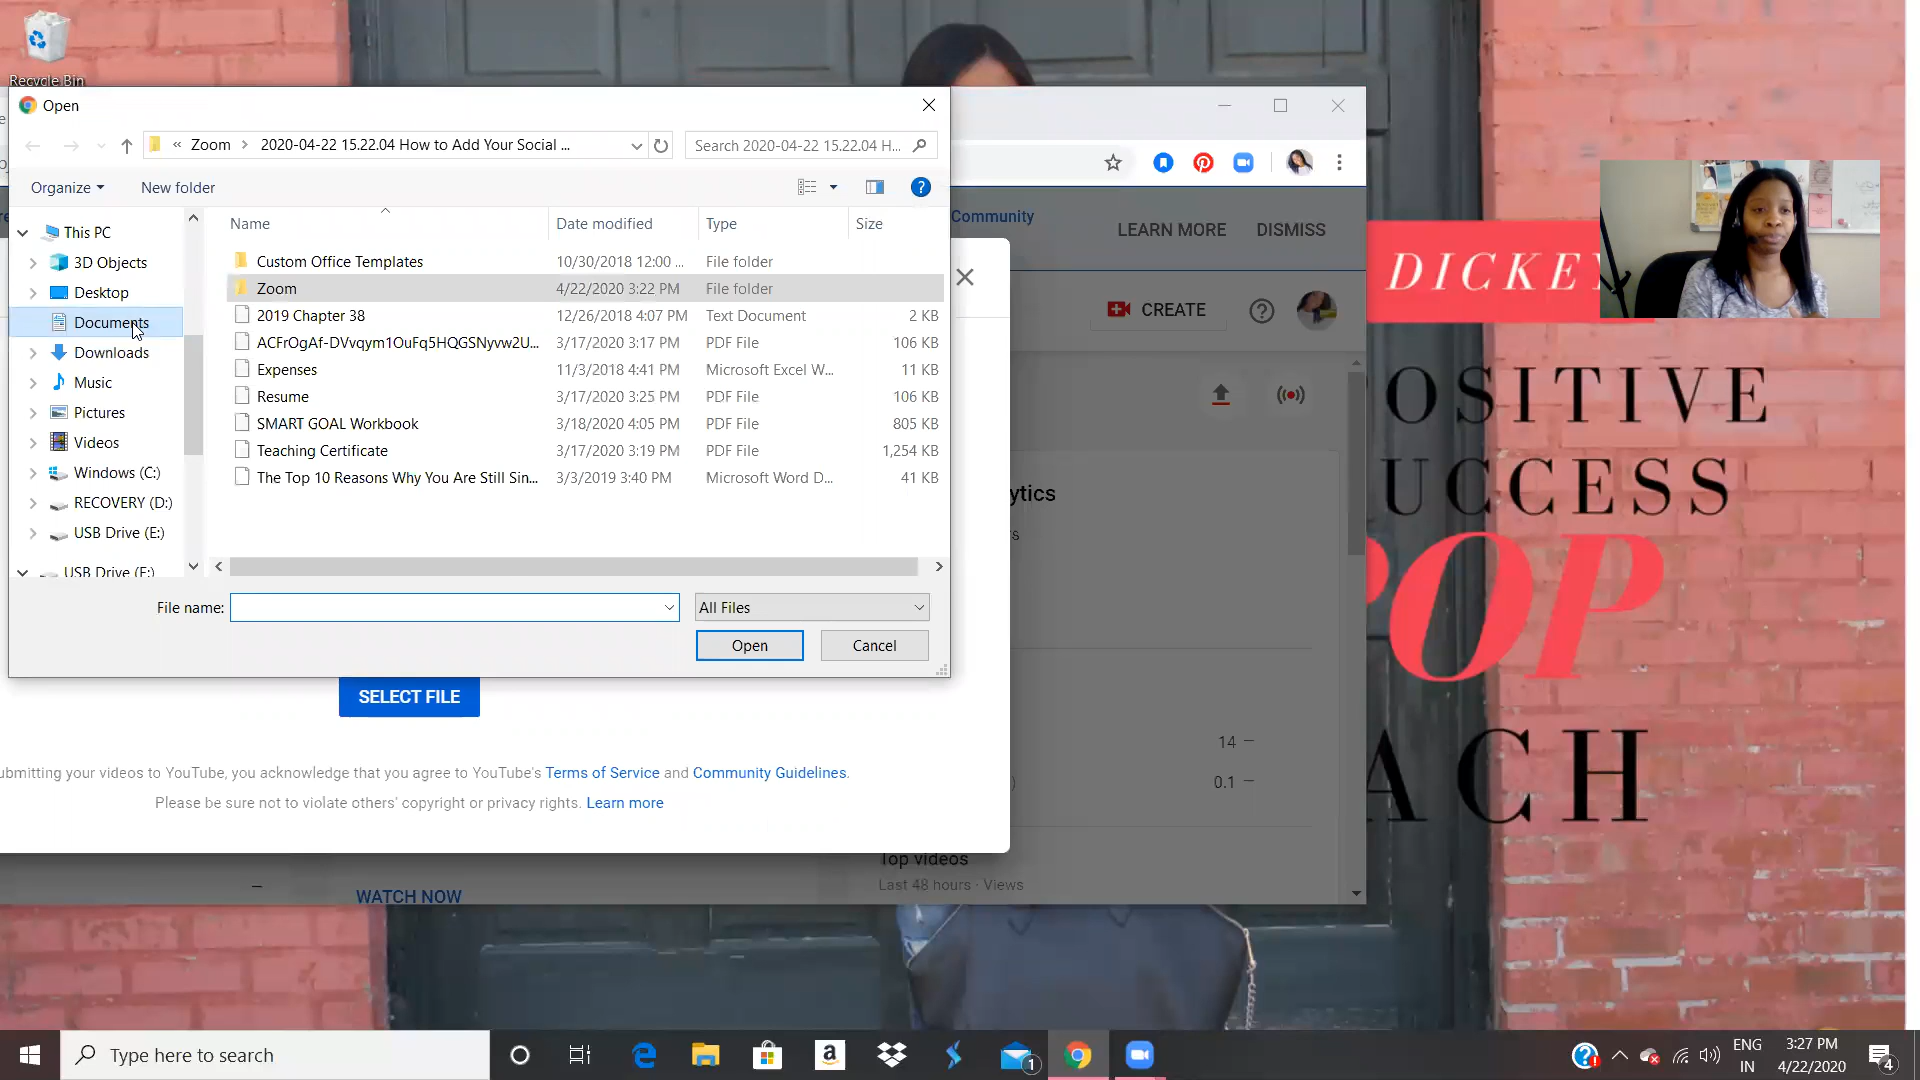 Recycle Bin
Open
« Zoom > 2020-04-22 15.22.04 How to Add Your Social ...
Search 2020-04-22 15.22.04 H...
Organize
New folder
This PC
3D Objects
Desktop
Documents
Downloads
Music
Pictures
Videos
Windows (C:)
RECOVERY (D:)
USB Drive (E:)
USB Drive (E:)
Name Date modified Type Size
Custom Office Templates 10/30/2018 12:00 ... File folder
Zoom 4/22/2020 3:22 PM File folder
2019 Chapter 38 12/26/2018 4:07 PM Text Document 2 KB
ACFrOgAf-DVvqym1OuFq5HQGSNyvw2U... 3/17/2020 3:17 PM PDF File 106 KB
Expenses 11/3/2018 4:41 PM Microsoft Excel W... 11 KB
Resume 3/17/2020 3:25 PM PDF File 106 KB
SMART GOAL Workbook 3/18/2020 4:05 PM PDF File 805 KB
Teaching Certificate 3/17/2020 3:19 PM PDF File 1,254 KB
The Top 10 Reasons Why You Are Still Sin... 3/3/2019 3:40 PM Microsoft Word D... 41 KB
File name:
All Files
Open
Cancel
Community
LEARN MORE DISMISS
CREATE
ytics
s
14 –
0.1 –
Top videos
Last 48 hours · Views
SELECT FILE
ubmitting your videos to YouTube, you acknowledge that you agree to YouTube's Terms of Service and Community Guidelines.
Please be sure not to violate others' copyright or privacy rights. Learn more
–
WATCH NOW
DICKEY
OSITIVE
UCCESS
POP
ACH
Type here to search
1
ENG
IN
3:27 PM
4/22/2020
4